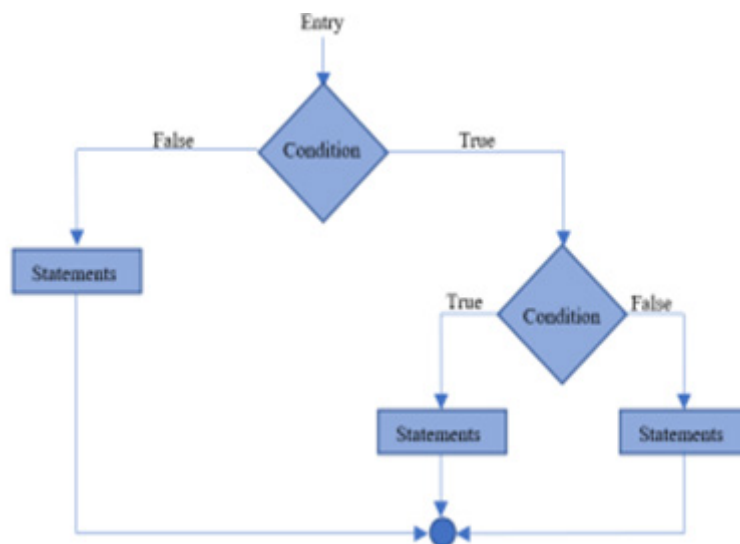 Entry
False
Condition
True
Statements
True
Condition
False
Statements
Statements